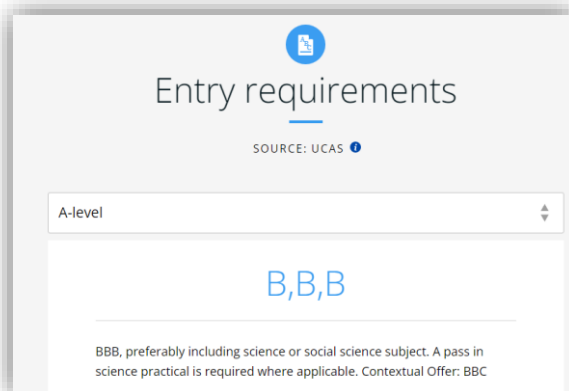 Entry requirements
SOURCE: UCAS
A-level
B,B,B
BBB, preferably including science or social science subject. A pass in
science practical is required where applicable. Contextual Offer: BBC